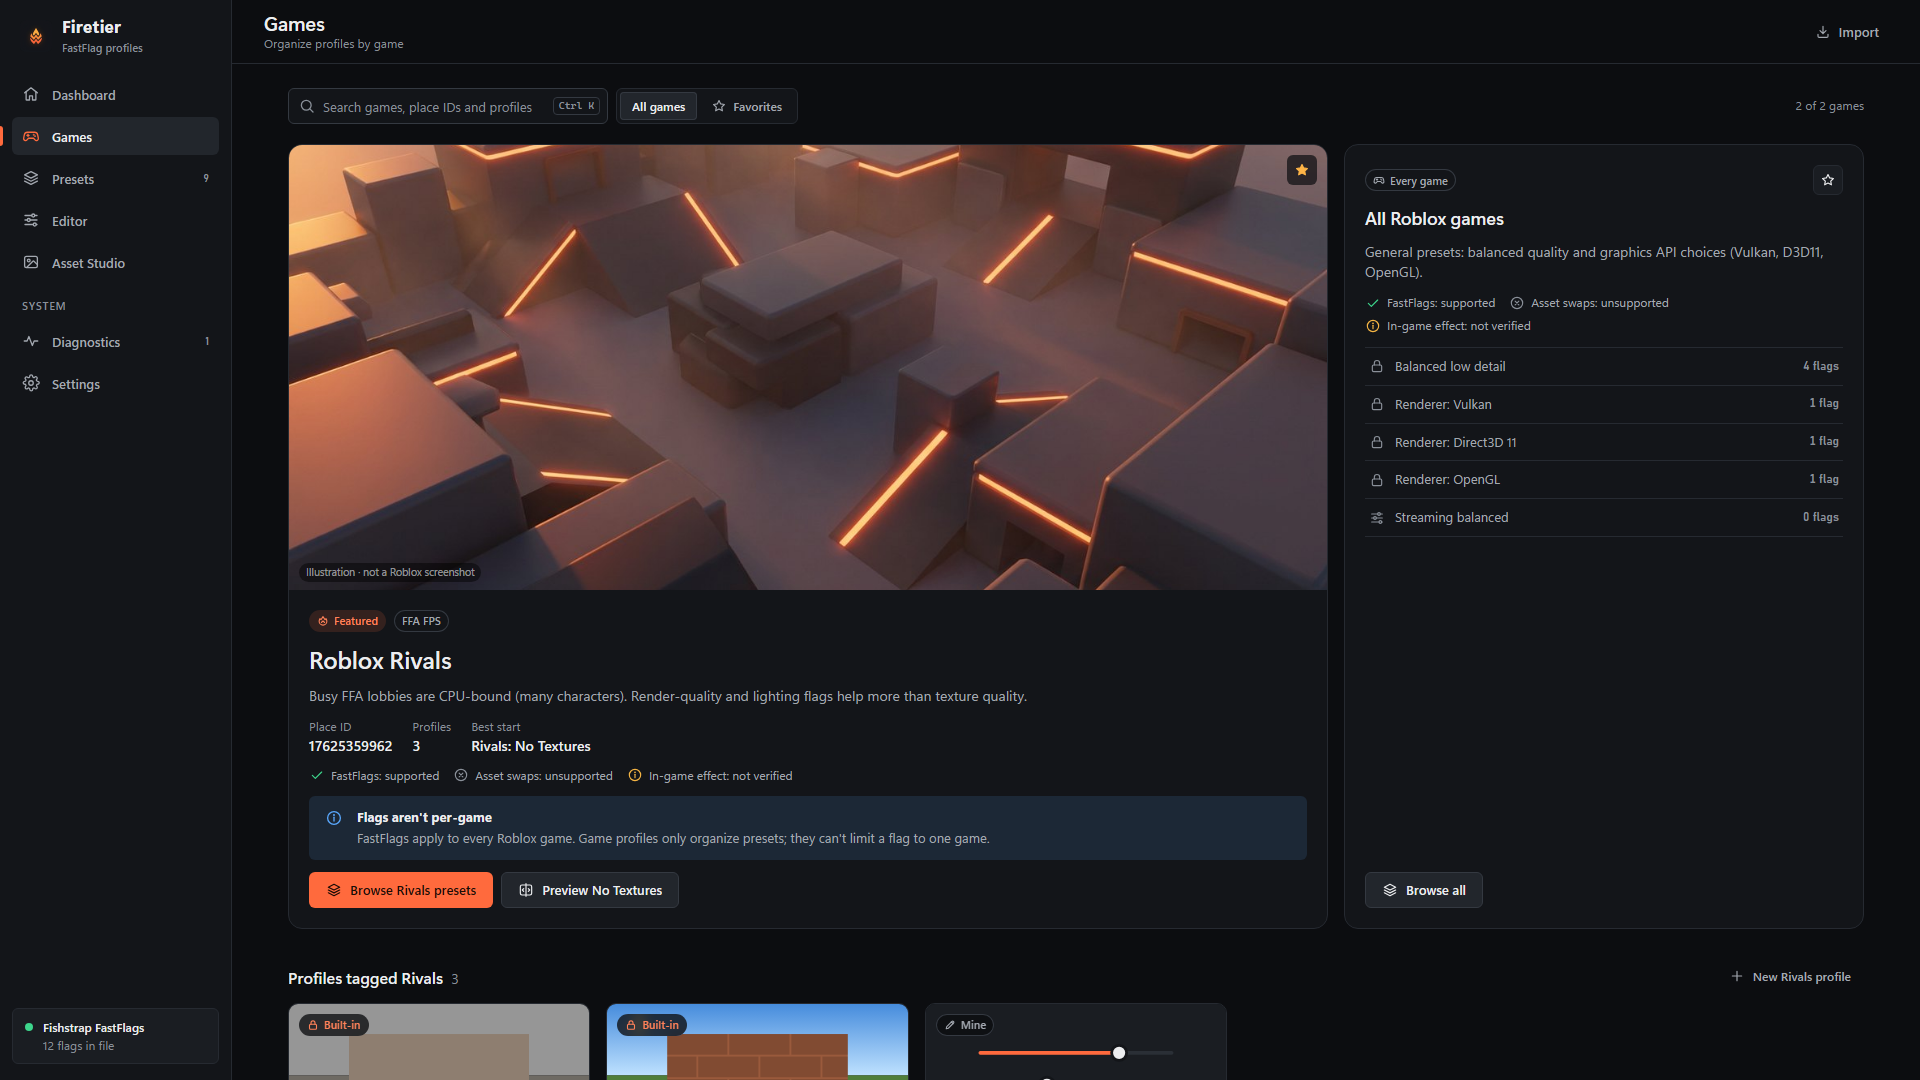 Firetier
FastFlag profiles
Dashboard
Games
Presets 9
Editor
Asset Studio
SYSTEM
Diagnostics 1
Settings
Fishstrap FastFlags
12 flags in file
Games
Organize profiles by game
Import
Search games, place IDs and profiles Ctrl K
All games
Favorites
2 of 2 games
Illustration · not a Roblox screenshot
Featured
FFA FPS
Roblox Rivals
Busy FFA lobbies are CPU-bound (many characters). Render-quality and lighting flags help more than texture quality.
Place ID Profiles Best start
17625359962 3 Rivals: No Textures
FastFlags: supported Asset swaps: unsupported In-game effect: not verified
Flags aren't per-game
FastFlags apply to every Roblox game. Game profiles only organize presets; they can't limit a flag to one game.
Browse Rivals presets
Preview No Textures
Every game
All Roblox games
General presets: balanced quality and graphics API choices (Vulkan, D3D11,
OpenGL).
FastFlags: supported Asset swaps: unsupported
In-game effect: not verified
Balanced low detail 4 flags
Renderer: Vulkan 1 flag
Renderer: Direct3D 11 1 flag
Renderer: OpenGL 1 flag
Streaming balanced 0 flags
Browse all
Profiles tagged Rivals 3
New Rivals profile
Built-in
Built-in
Mine